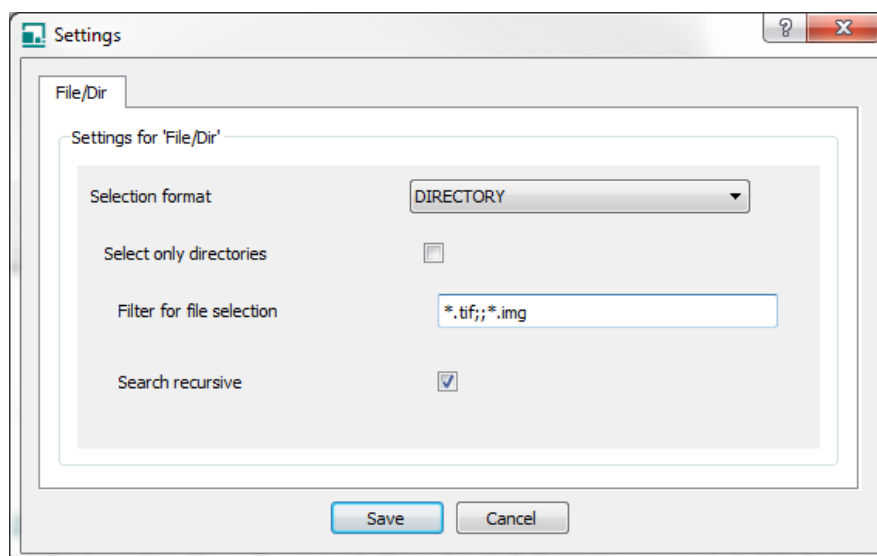 Settings
File/Dir
Settings for 'File/Dir'
Selection format DIRECTORY
Select only directories
Filter for file selection *.tif;;*.img
Search recursive
Save Cancel